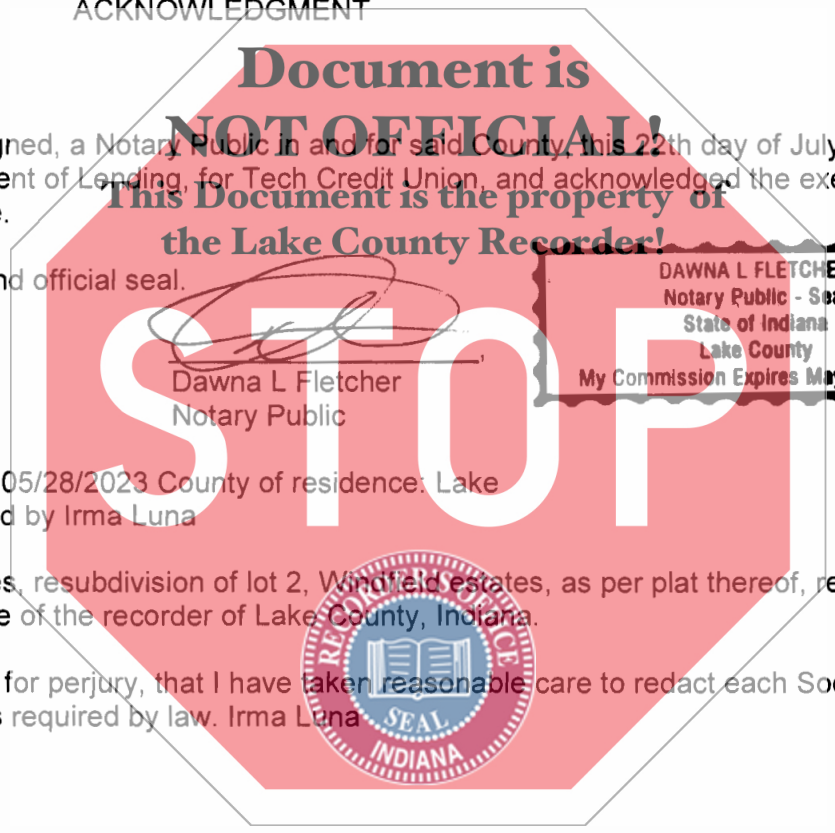 ACKNOWLEDGMENT
Document is
NOT OFFICIAL!
gned, a Notary Public in and for said County, this 22th day of July
ent of Lending, for Tech Credit Union, and acknowledged the exe
This Document is the property of
e.
the Lake County Recorder!
nd official seal.
DAWNA L FLETCHE
Notary Public - Sea
State of Indiana
Lake County
My Commission Expires May
STOP
Dawna L Fletcher
Notary Public
05/28/2023 County of residence: Lake
d by Irma Luna
s, resubdivision of lot 2, Windfield estates, as per plat thereof, re
e of the recorder of Lake County, Indiana.
RECORDER'S OFFICE
SEAL
INDIANA
for perjury, that I have taken reasonable care to redact each Soc
s required by law. Irma Luna